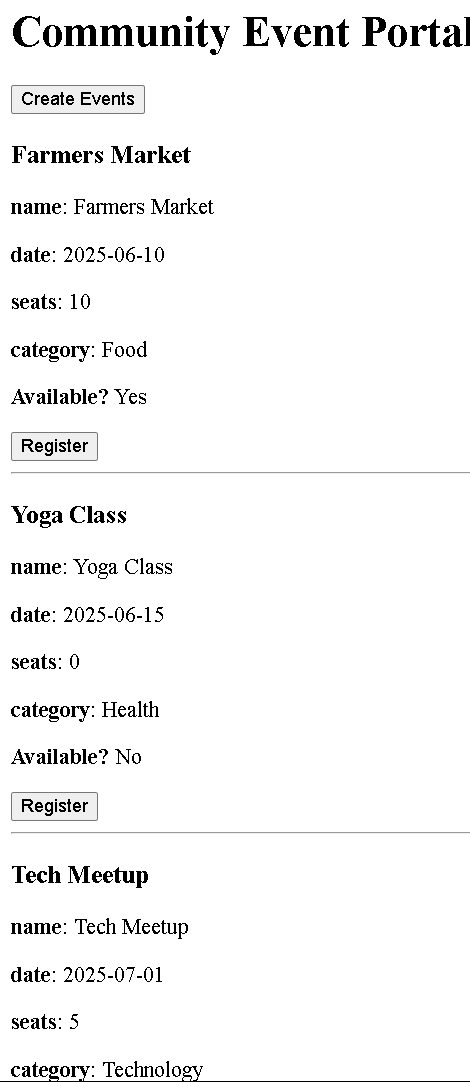 Community Event Portal
Create Events
Farmers Market
name: Farmers Market
date: 2025-06-10
seats: 10
category: Food
Available? Yes
Register
Yoga Class
name: Yoga Class
date: 2025-06-15
seats: 0
category: Health
Available? No
Register
Tech Meetup
name: Tech Meetup
date: 2025-07-01
seats: 5
category: Technology